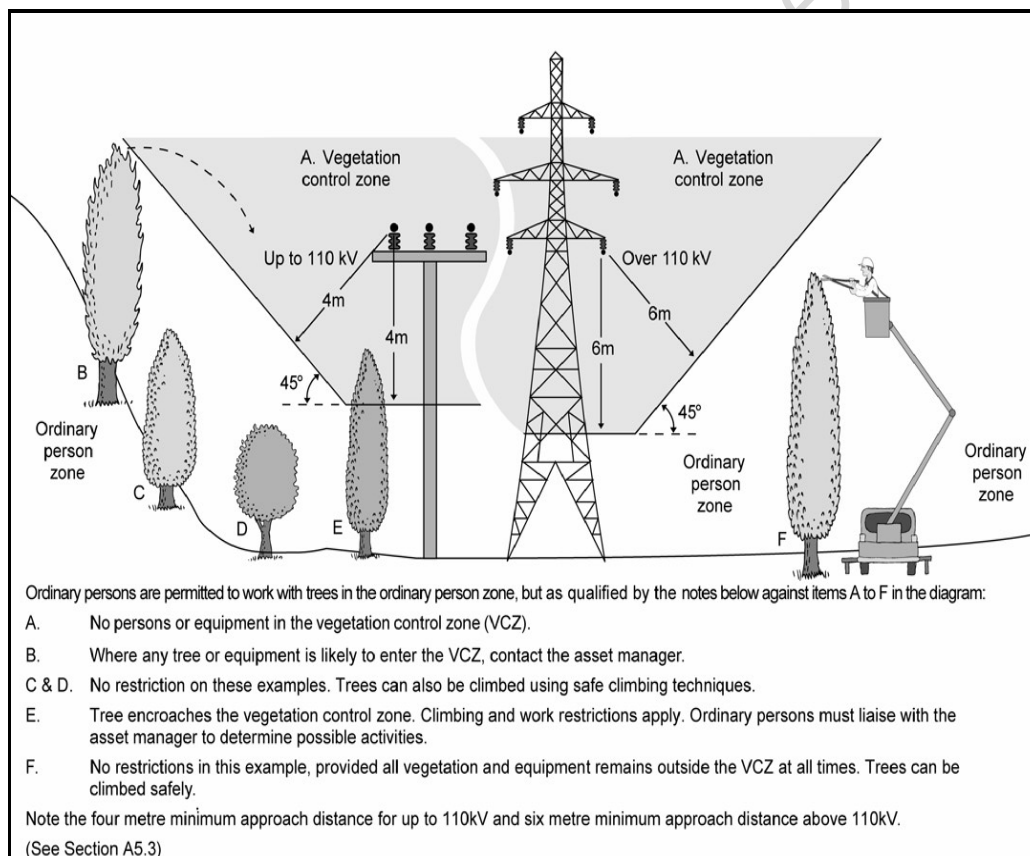 A. Vegetation
control zone
A. Vegetation
control zone
Up to 110 kV
Over 110 kV
4m
4m
6m
6m
45°
45°
B
Ordinary
person
zone
C
D
E
Ordinary
person
zone
F
Ordinary
person
zone
Ordinary persons are permitted to work with trees in the ordinary person zone, but as qualified by the notes below against items A to F in the diagram:
A. No persons or equipment in the vegetation control zone (VCZ).
B. Where any tree or equipment is likely to enter the VCZ, contact the asset manager.
C & D. No restriction on these examples. Trees can also be climbed using safe climbing techniques.
E. Tree encroaches the vegetation control zone. Climbing and work restrictions apply. Ordinary persons must liaise with the
asset manager to determine possible activities.
F. No restrictions in this example, provided all vegetation and equipment remains outside the VCZ at all times. Trees can be
climbed safely.
Note the four metre minimum approach distance for up to 110kV and six metre minimum approach distance above 110kV.
(See Section A5.3)